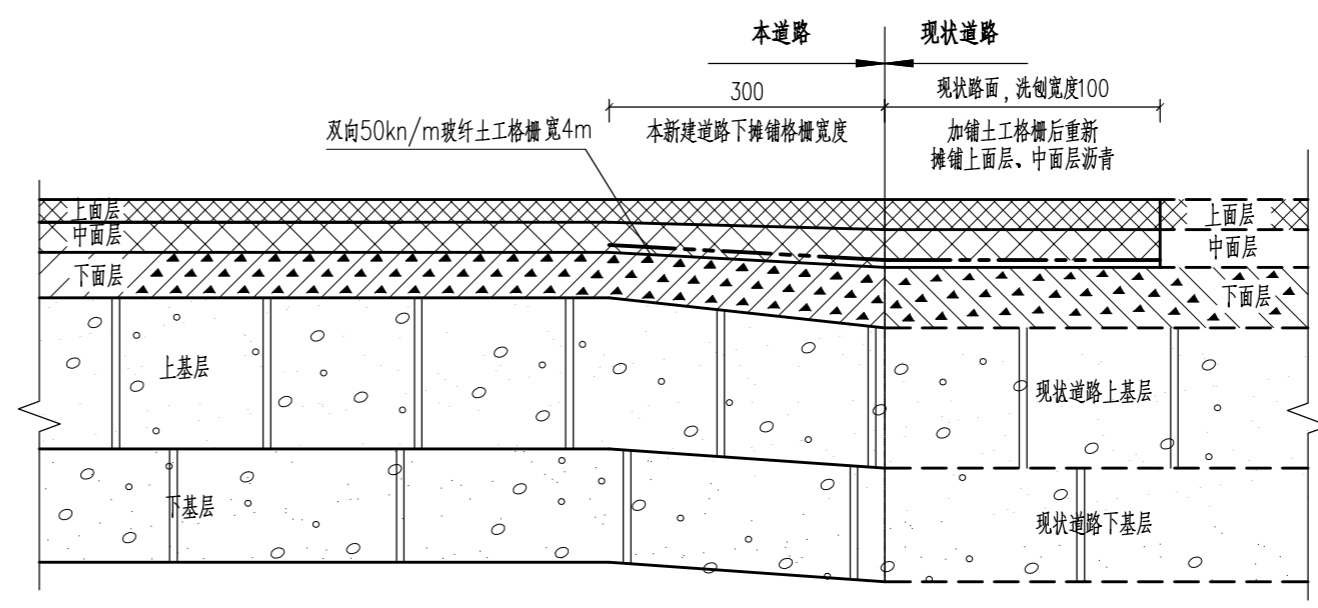 本道路 现状道路
300
现状路面，洗刨宽度100
双向50kn/m玻纤土工格栅宽4m
本新建道路下摊铺格栅宽度
加铺土工格栅后重新
摊铺上面层、中面层沥青
上面层
上面层
中面层
中面层
下面层
下面层
上基层
现状道路上基层
下基层
现状道路下基层